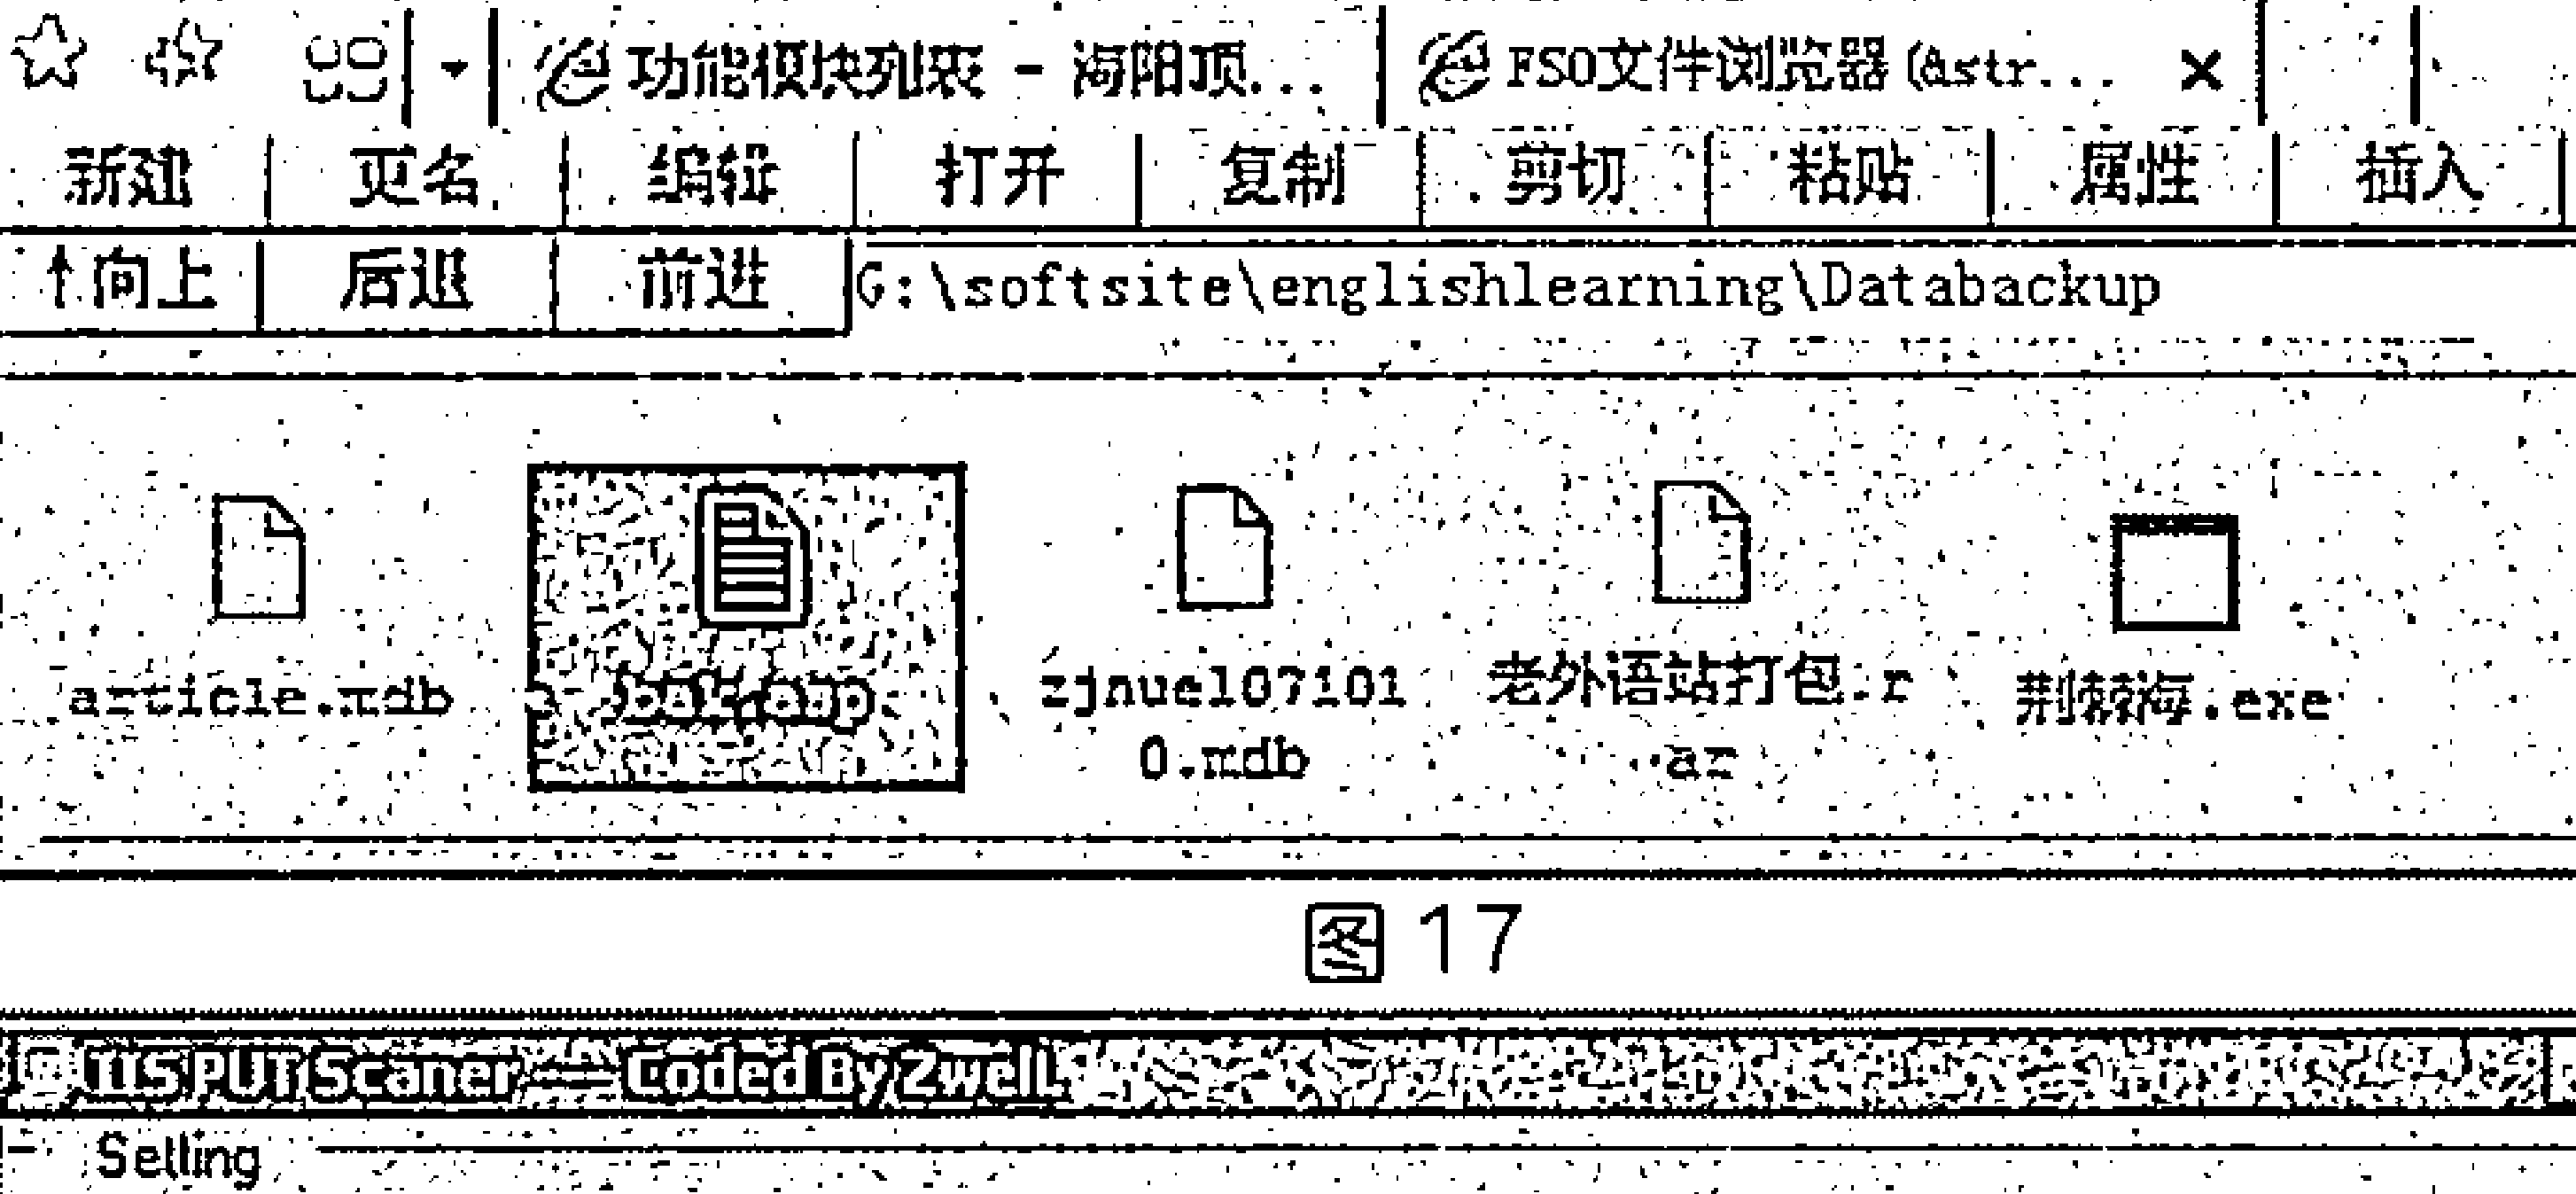 功能模块列表 - 海阳顶... FSO文件浏览器(&str...
新建 更名 编辑 打开 复制 剪切 粘贴 属性 插入
↑向上 后退 前进 G:\softsite\englishlearning\Databackup
article.mdb zjnuel07101 老外语站打包.r 荆棘海.exe
0.mdb ar
图 17
IIS PUT Scaner Coded By Zwell
Setting